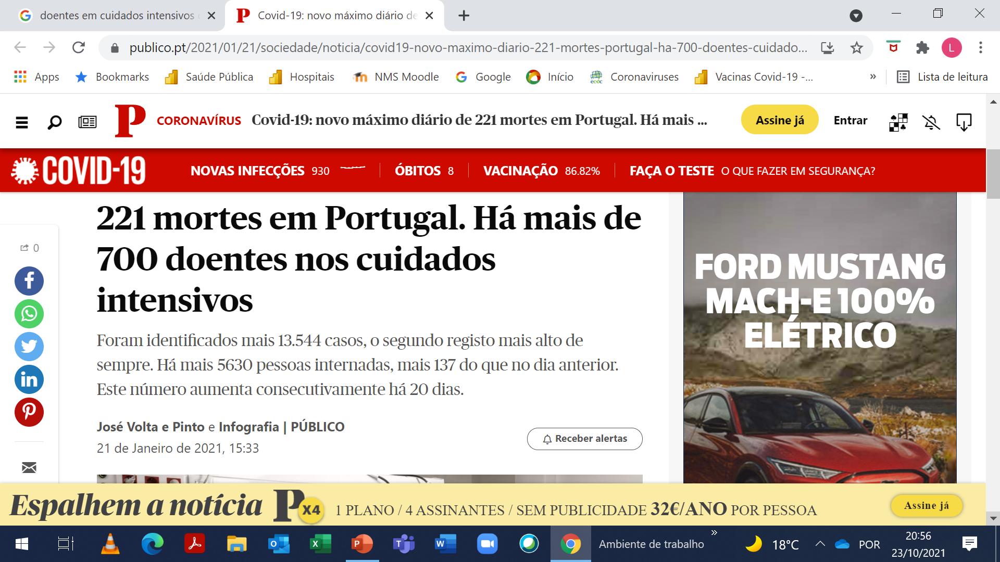 doentes em cuidados intensivos
Covid-19: novo máximo diário de
publico.pt/2021/01/21/sociedade/noticia/covid19-novo-maximo-diario-221-mortes-portugal-ha-700-doentes-cuidado...
L
Apps
Bookmarks
Saúde Pública
Hospitais
NMS Moodle
Google
Início
ecdc
Coronaviruses
Vacinas Covid-19 -...
»
Lista de leitura
P
CORONAVÍRUS
Covid-19: novo máximo diário de 221 mortes em Portugal. Há mais ...
Assine já
Entrar
COVID-19
NOVAS INFECÇÕES 930
ÓBITOS 8
VACINAÇÃO 86.82%
FAÇA O TESTE O QUE FAZER EM SEGURANÇA?
221 mortes em Portugal. Há mais de
700 doentes nos cuidados
intensivos
0
Foram identificados mais 13.544 casos, o segundo registo mais alto de
sempre. Há mais 5630 pessoas internadas, mais 137 do que no dia anterior.
Este número aumenta consecutivamente há 20 dias.
José Volta e Pinto e Infografia | PÚBLICO
21 de Janeiro de 2021, 15:33
Receber alertas
FORD MUSTANG
MACH-E 100%
ELÉTRICO
Espalhem a notícia P X4 1 PLANO / 4 ASSINANTES / SEM PUBLICIDADE 32€/ANO POR PESSOA
Assine já
Ambiente de trabalho
»
18°C
POR
20:56
23/10/2021